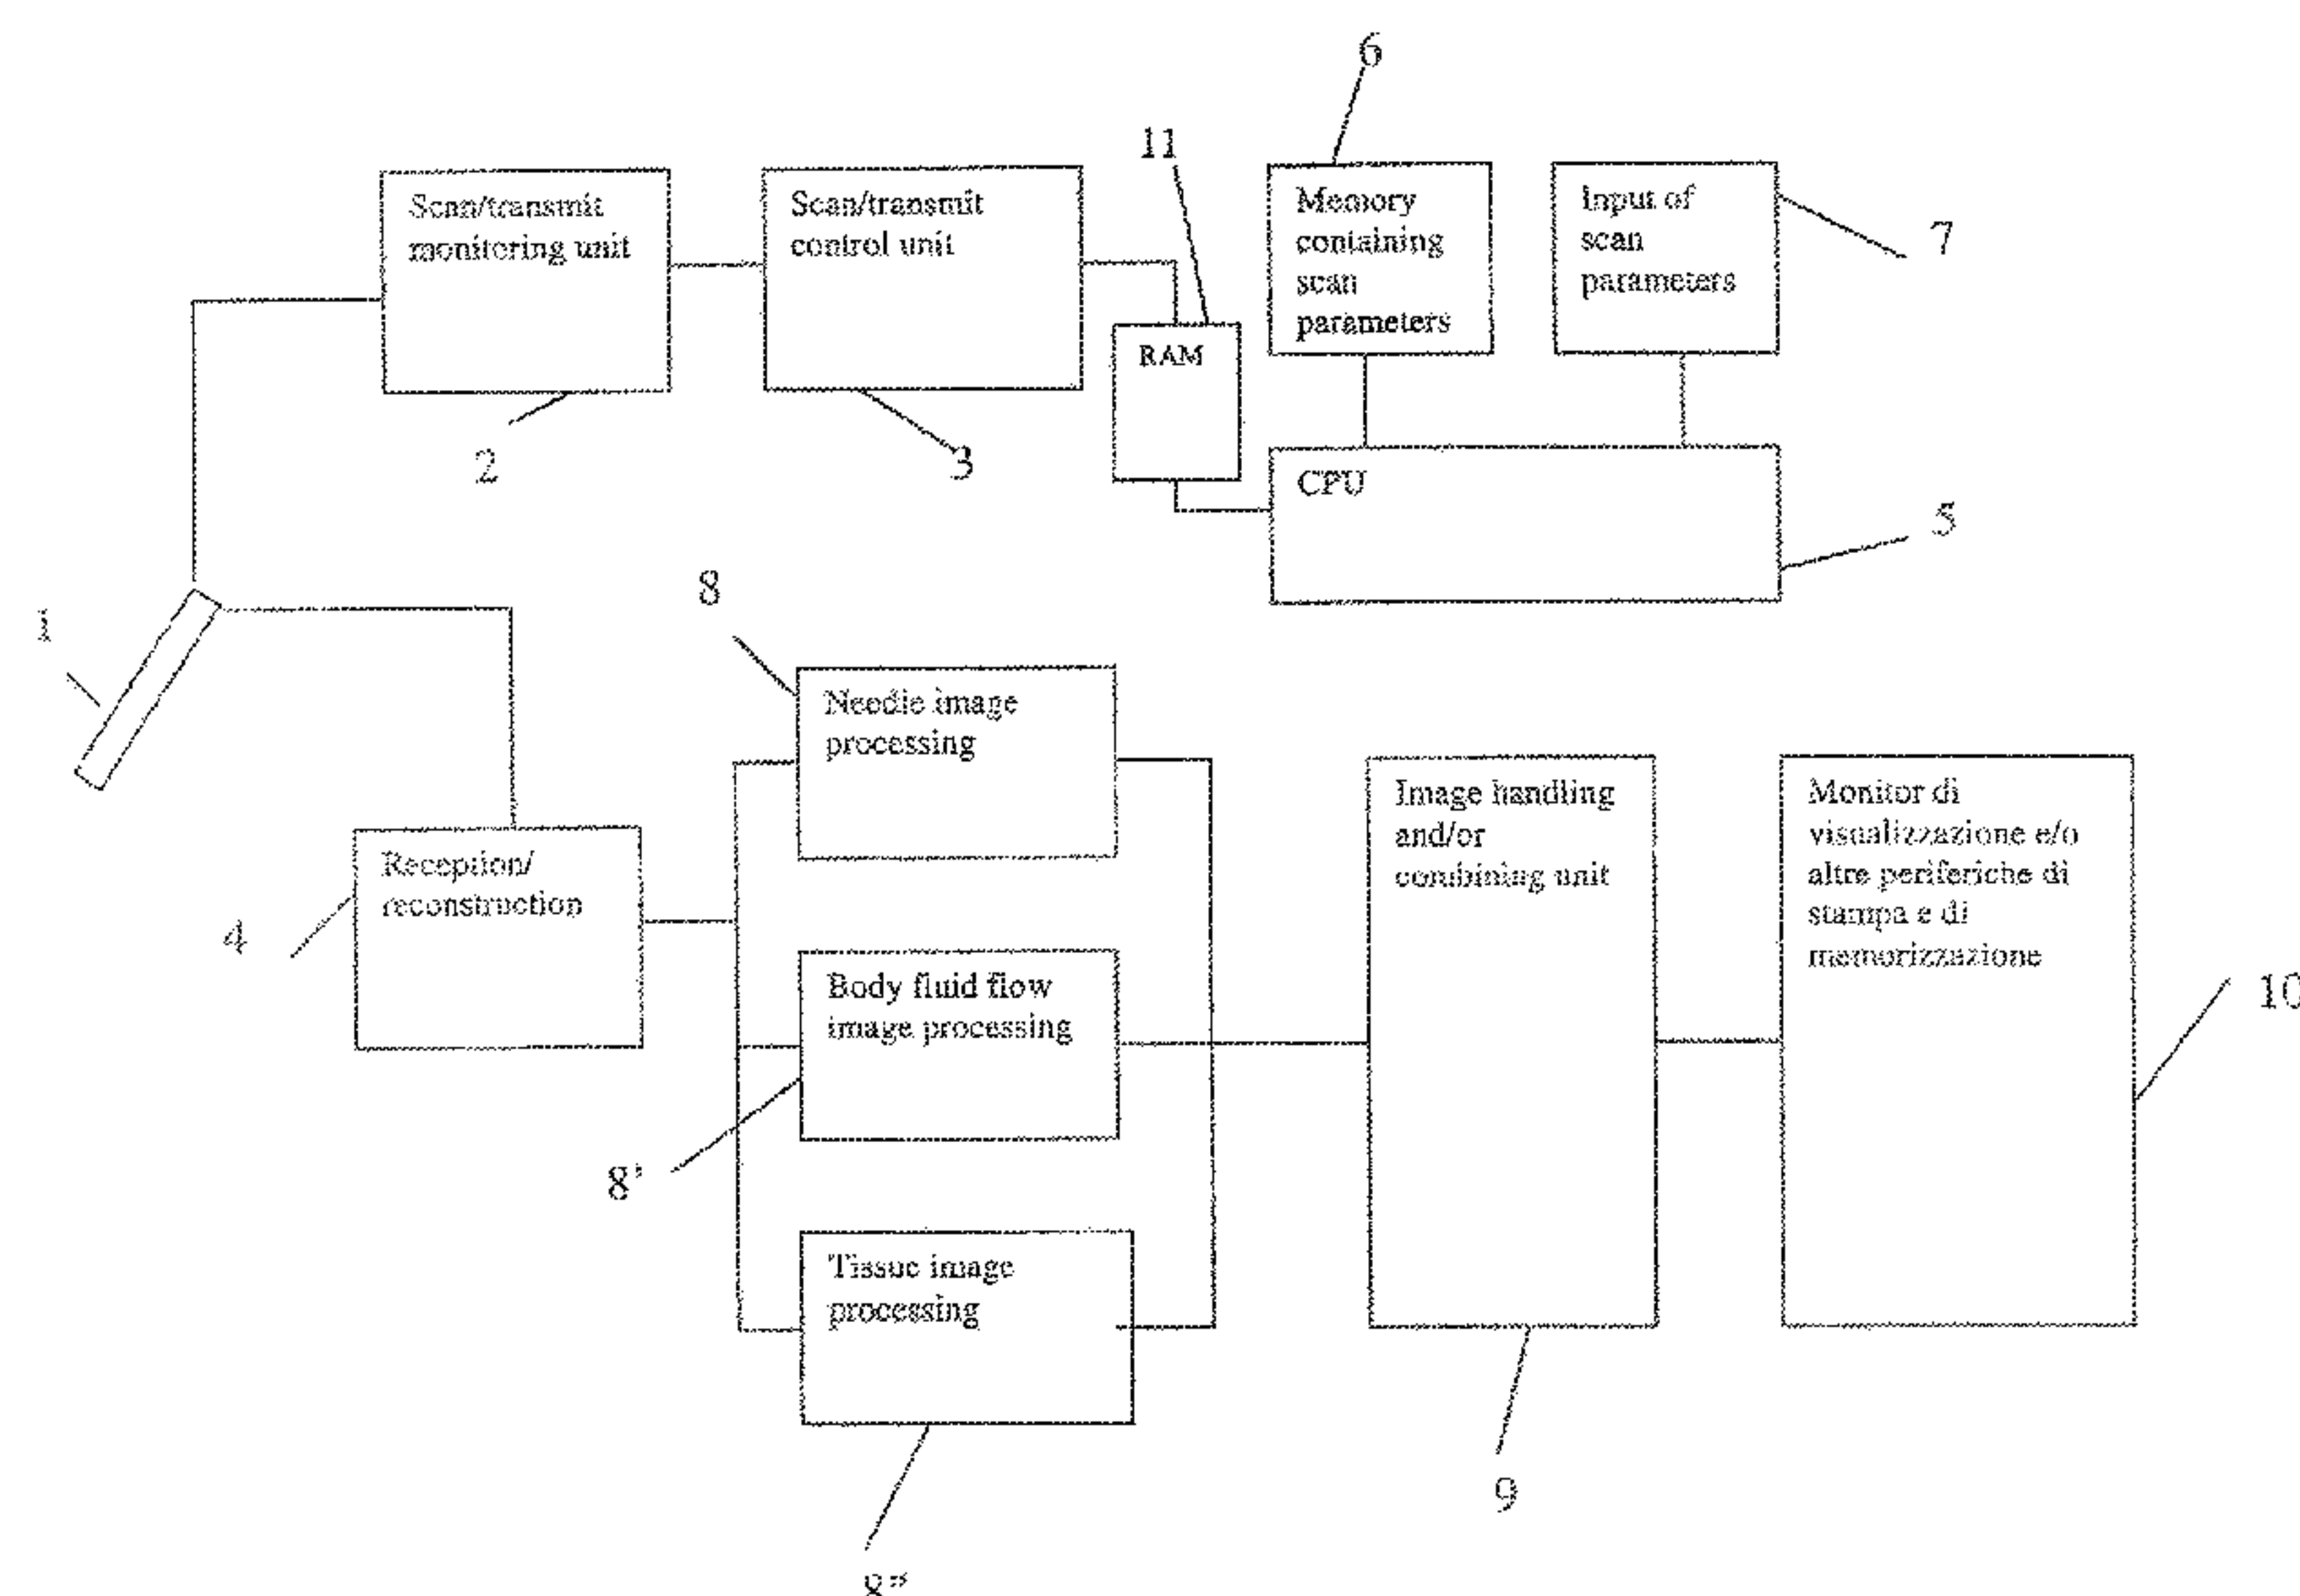 6
11
Scan/transmit
monitoring unit
Scan/transmit
control unit
Memory
containing
scan
parameters
Input of
scan
parameters
7
RAM
2
3
CPU
5
8
1
Needle image
processing
Reception/
reconstruction
4
Image handling
and/or
combining unit
Monitor di
visualizzazione e/o
altre periferiche di
stampa e di
memorizzazione
Body fluid flow
image processing
10
8'
Tissue image
processing
9
8"